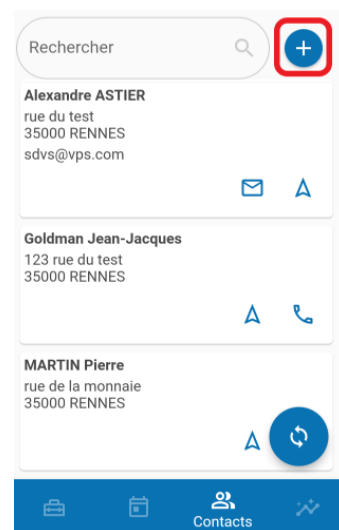 Rechercher
Alexandre ASTIER
rue du test
35000 RENNES
sdvs@vps.com
Goldman Jean-Jacques
123 rue du test
35000 RENNES
MARTIN Pierre
rue de la monnaie
35000 RENNES
Contacts